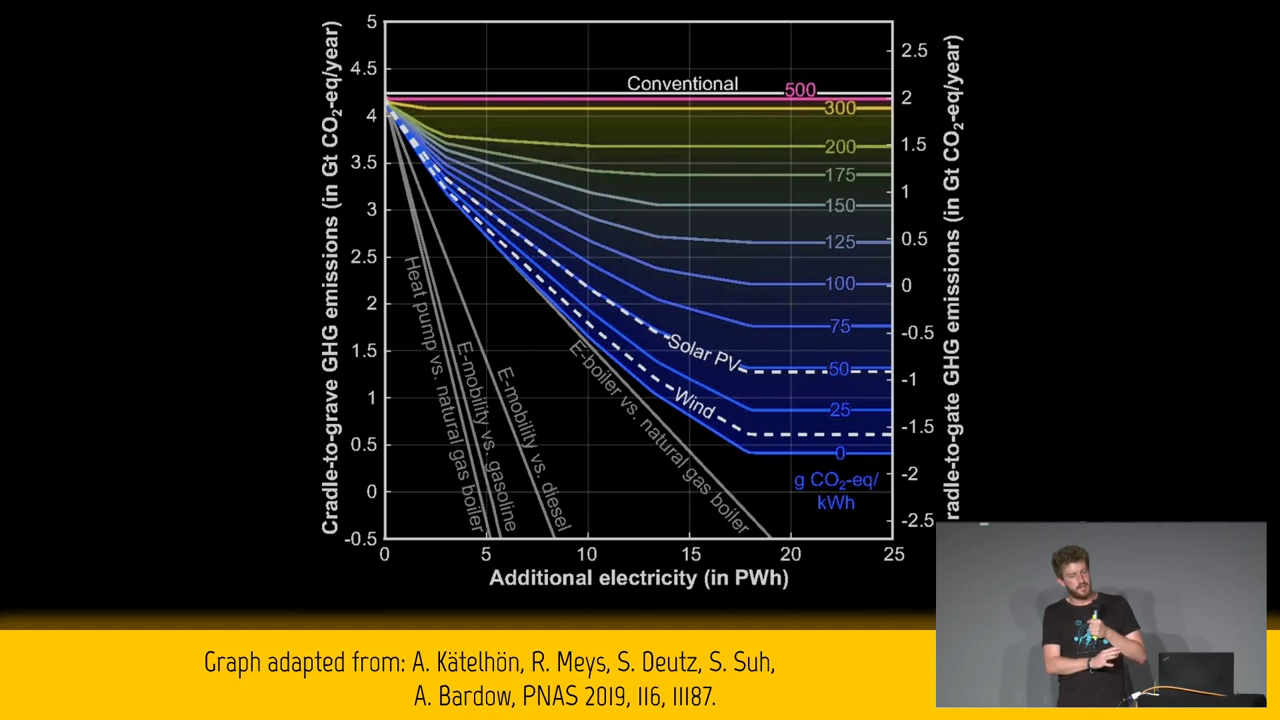 5
4.5
4
3.5
3
2.5
2
1.5
1
0.5
0
-0.5
Cradle-to-grave GHG emissions (in Gt CO₂-eq/year)
Conventional
500
300
200
175
150
125
100
75
50
25
0
g CO₂-eq/
kWh
Solar PV
Wind
Heat pump vs. natural gas boiler
E-mobility vs. gasoline
E-mobility vs. diesel
E-boiler vs. natural gas boiler
2.5
2
1.5
1
0.5
0
-0.5
-1
-1.5
-2
-2.5
radle-to-gate GHG emissions (in Gt CO₂-eq/year)
0 5 10 15 20 25
Additional electricity (in PWh)
Graph adapted from: A. Kätelhön, R. Meys, S. Deutz, S. Suh,
A. Bardow, PNAS 2019, 116, 11187.